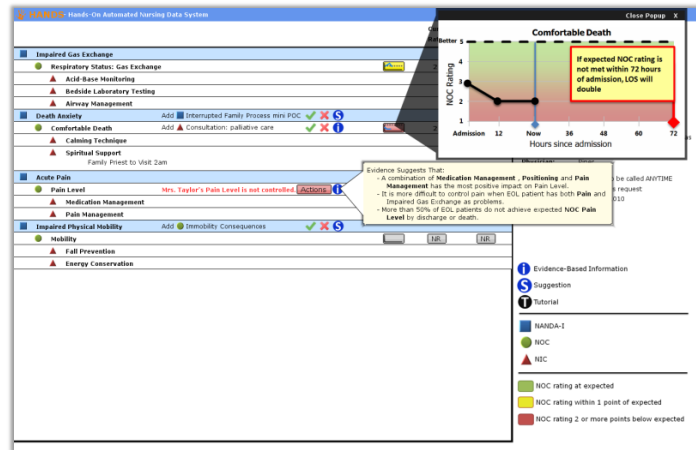 HANDS - Hands-On Automated Nursing Data System
Impaired Gas Exchange
Respiratory Status: Gas Exchange
Acid-Base Monitoring
Bedside Laboratory Testing
Airway Management
Death Anxiety Add Interrupted Family Process mini POC S
Comfortable Death Add Consultation: palliative care i
Calming Technique
Spiritual Support
Family Priest to Visit 2am
Acute Pain
Pain Level Mrs. Taylor's Pain Level is not controlled. Actions i
Medication Management
Pain Management
Impaired Physical Mobility Add Immobility Consequences S
Mobility NR NR
Fall Prevention
Energy Conservation
Close Popup X
Comfortable Death
Better 5
4
3
2
1
NOC Rating
Admission 12 Now 36 48 60 72
Hours since admission
If expected NOC rating is
not met within 72 hours
of admission, LOS will
double
Evidence Suggests That:
- A combination of Medication Management , Positioning and Pain
Management has the most positive impact on Pain Level.
- It is more difficult to control pain when EOL patient has both Pain and
Impaired Gas Exchange as problems.
- More than 50% of EOL patients do not achieve expected NOC Pain
Level by discharge or death.
be called ANYTIME
request
010
i Evidence-Based Information
S Suggestion
T Tutorial
NANDA-I
NOC
NIC
NOC rating at expected
NOC rating within 1 point of expected
NOC rating 2 or more points below expected